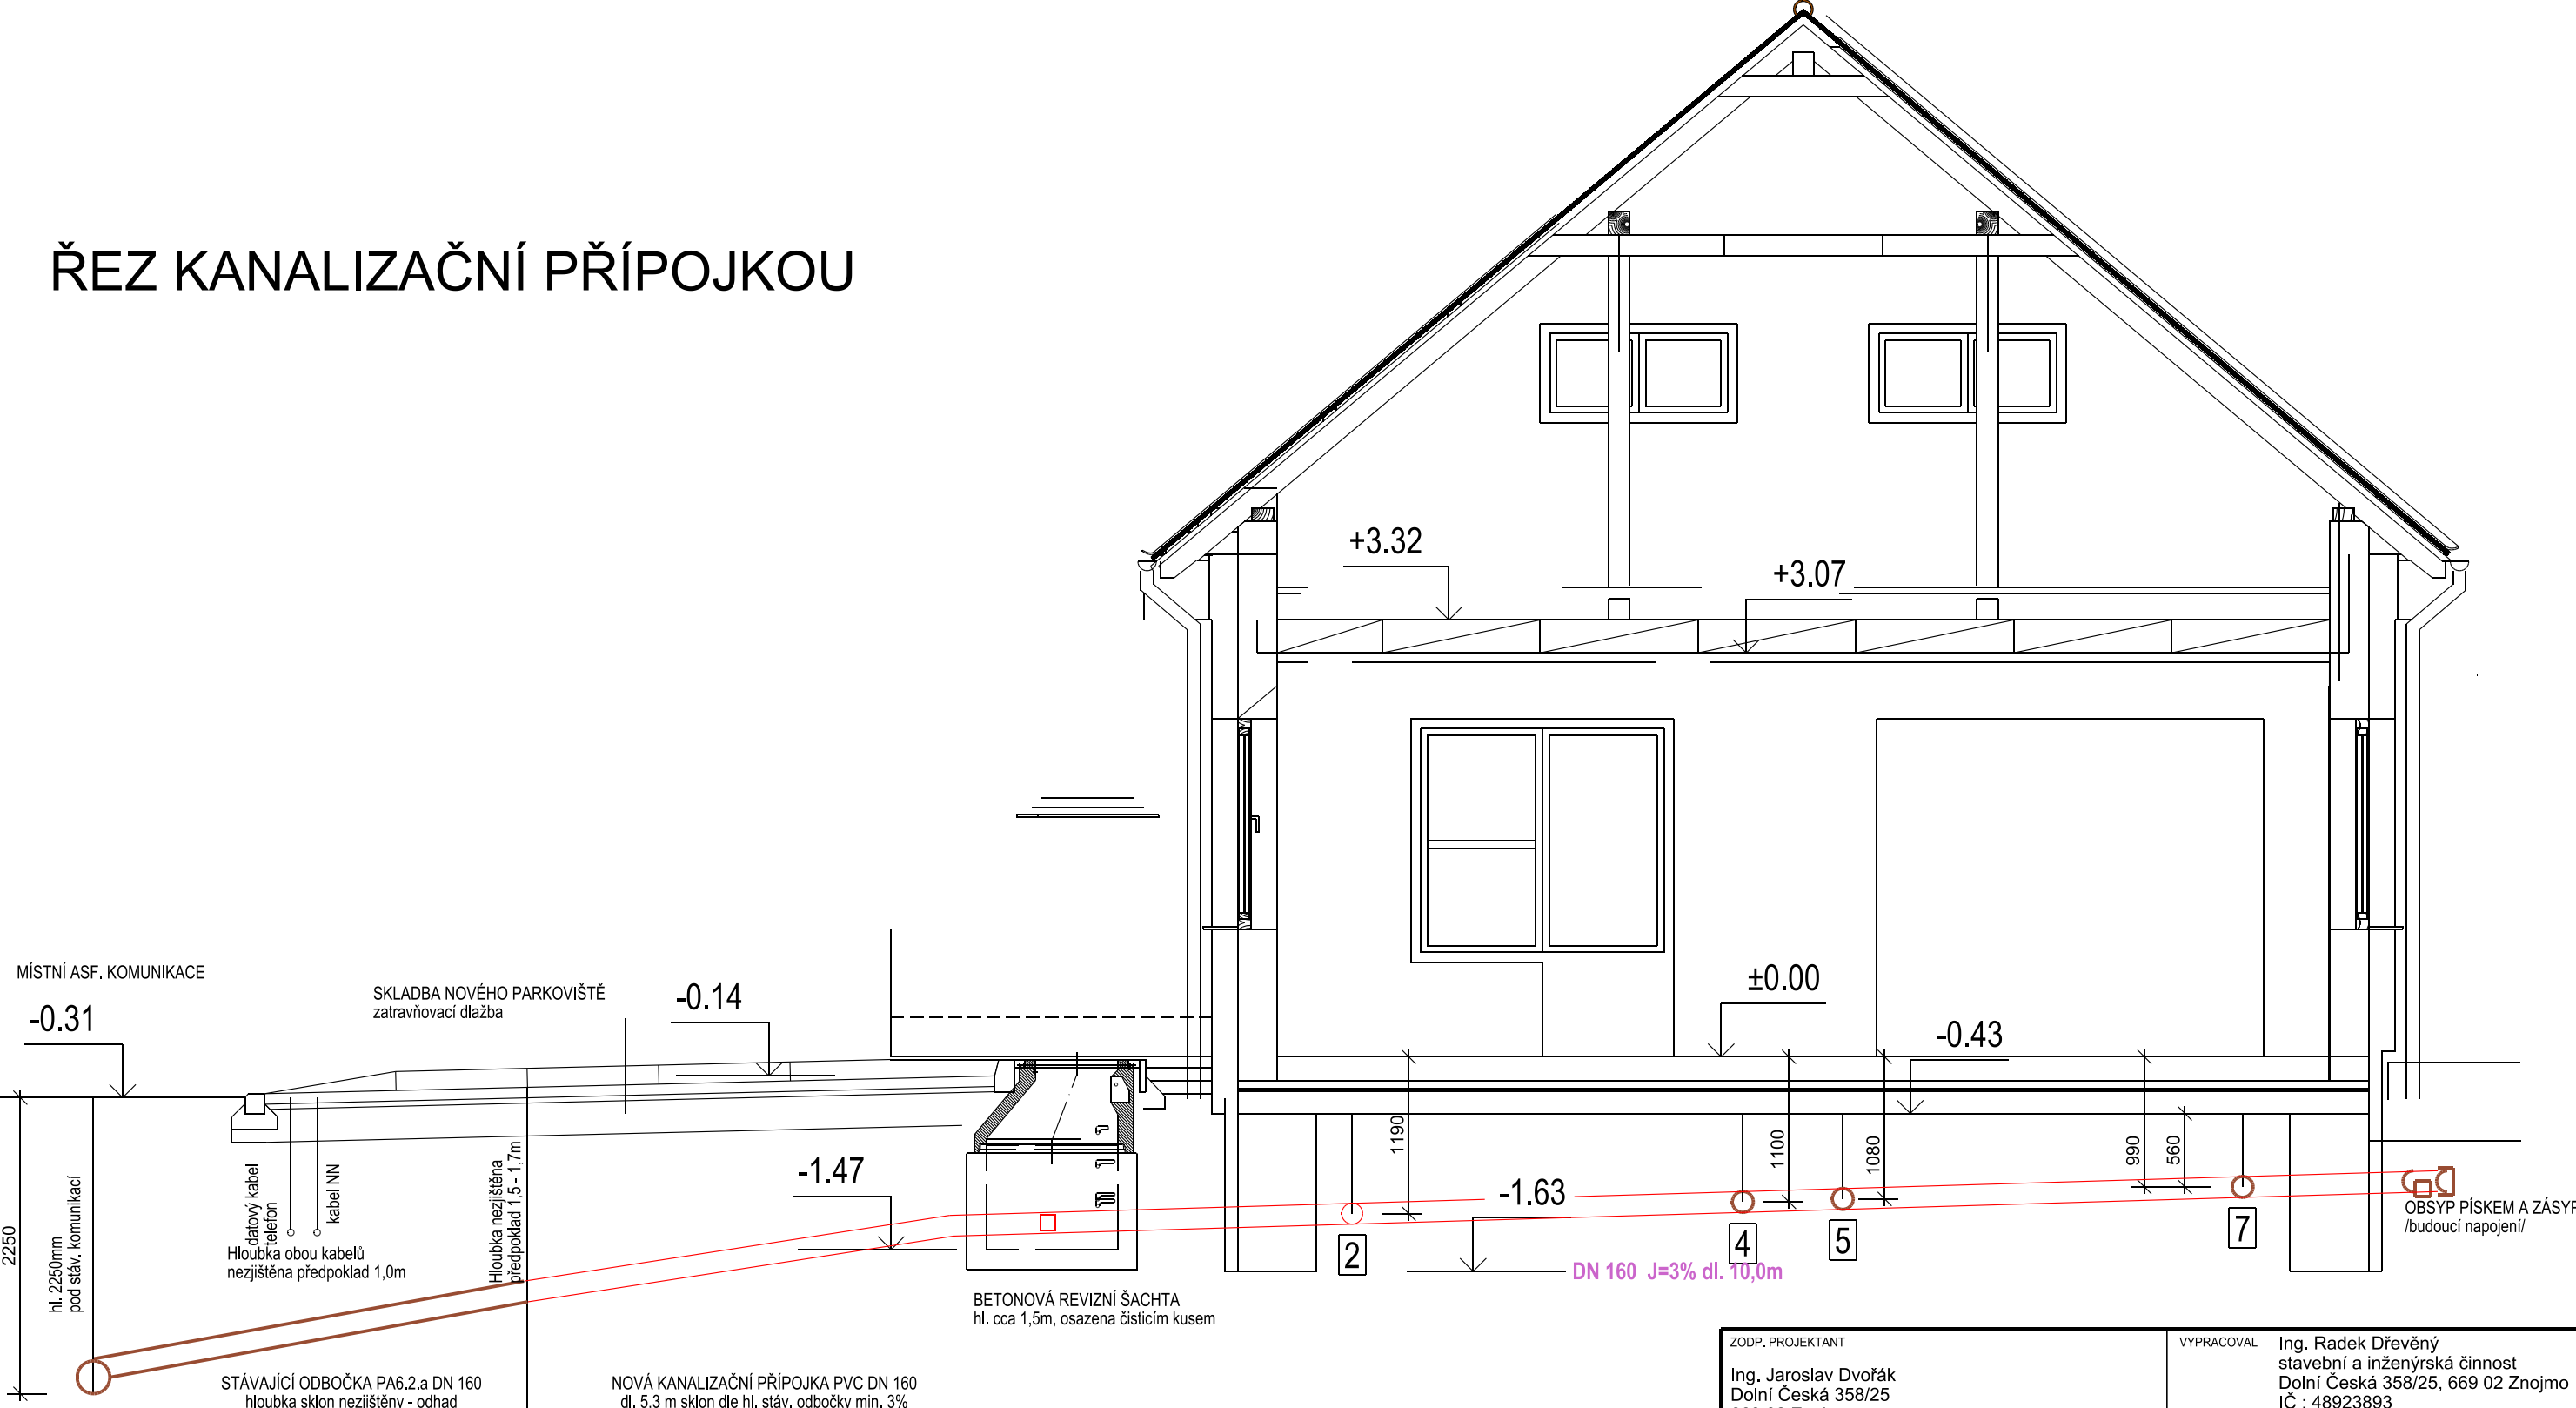 ŘEZ KANALIZAČNÍ PŘÍPOJKOU
+3.32
+3.07
MÍSTNÍ ASF. KOMUNIKACE
-0.31
SKLADBA NOVÉHO PARKOVIŠTĚ
zatravňovací dlažba
-0.14
±0.00
-0.43
2250
hl. 2250mm
pod stáv. komunikací
datový kabel
telefon
kabel NN
Hloubka obou kabelů
nezjištěna předpoklad 1,0m
Hloubka nezjištěna
předpoklad 1,5 - 1,7m
-1.47
1190
-1.63
1100
1080
990
560
2
4
5
7
DN 160 J=3% dl. 10,0m
OBSYP PÍSKEM A ZÁSYP
/budoucí napojení/
BETONOVÁ REVIZNÍ ŠACHTA
hl. cca 1,5m, osazena čisticím kusem
STÁVAJÍCÍ ODBOČKA PA6.2.a DN 160
hloubka sklon nezjištěny - odhad
NOVÁ KANALIZAČNÍ PŘÍPOJKA PVC DN 160
dl. 5,3 m sklon dle hl. stáv. odbočky min. 3%
ZODP. PROJEKTANT
Ing. Jaroslav Dvořák
Dolní Česká 358/25
VYPRACOVAL
Ing. Radek Dřevěný
stavební a inženýrská činnost
Dolní Česká 358/25, 669 02 Znojmo
IČ : 48923893